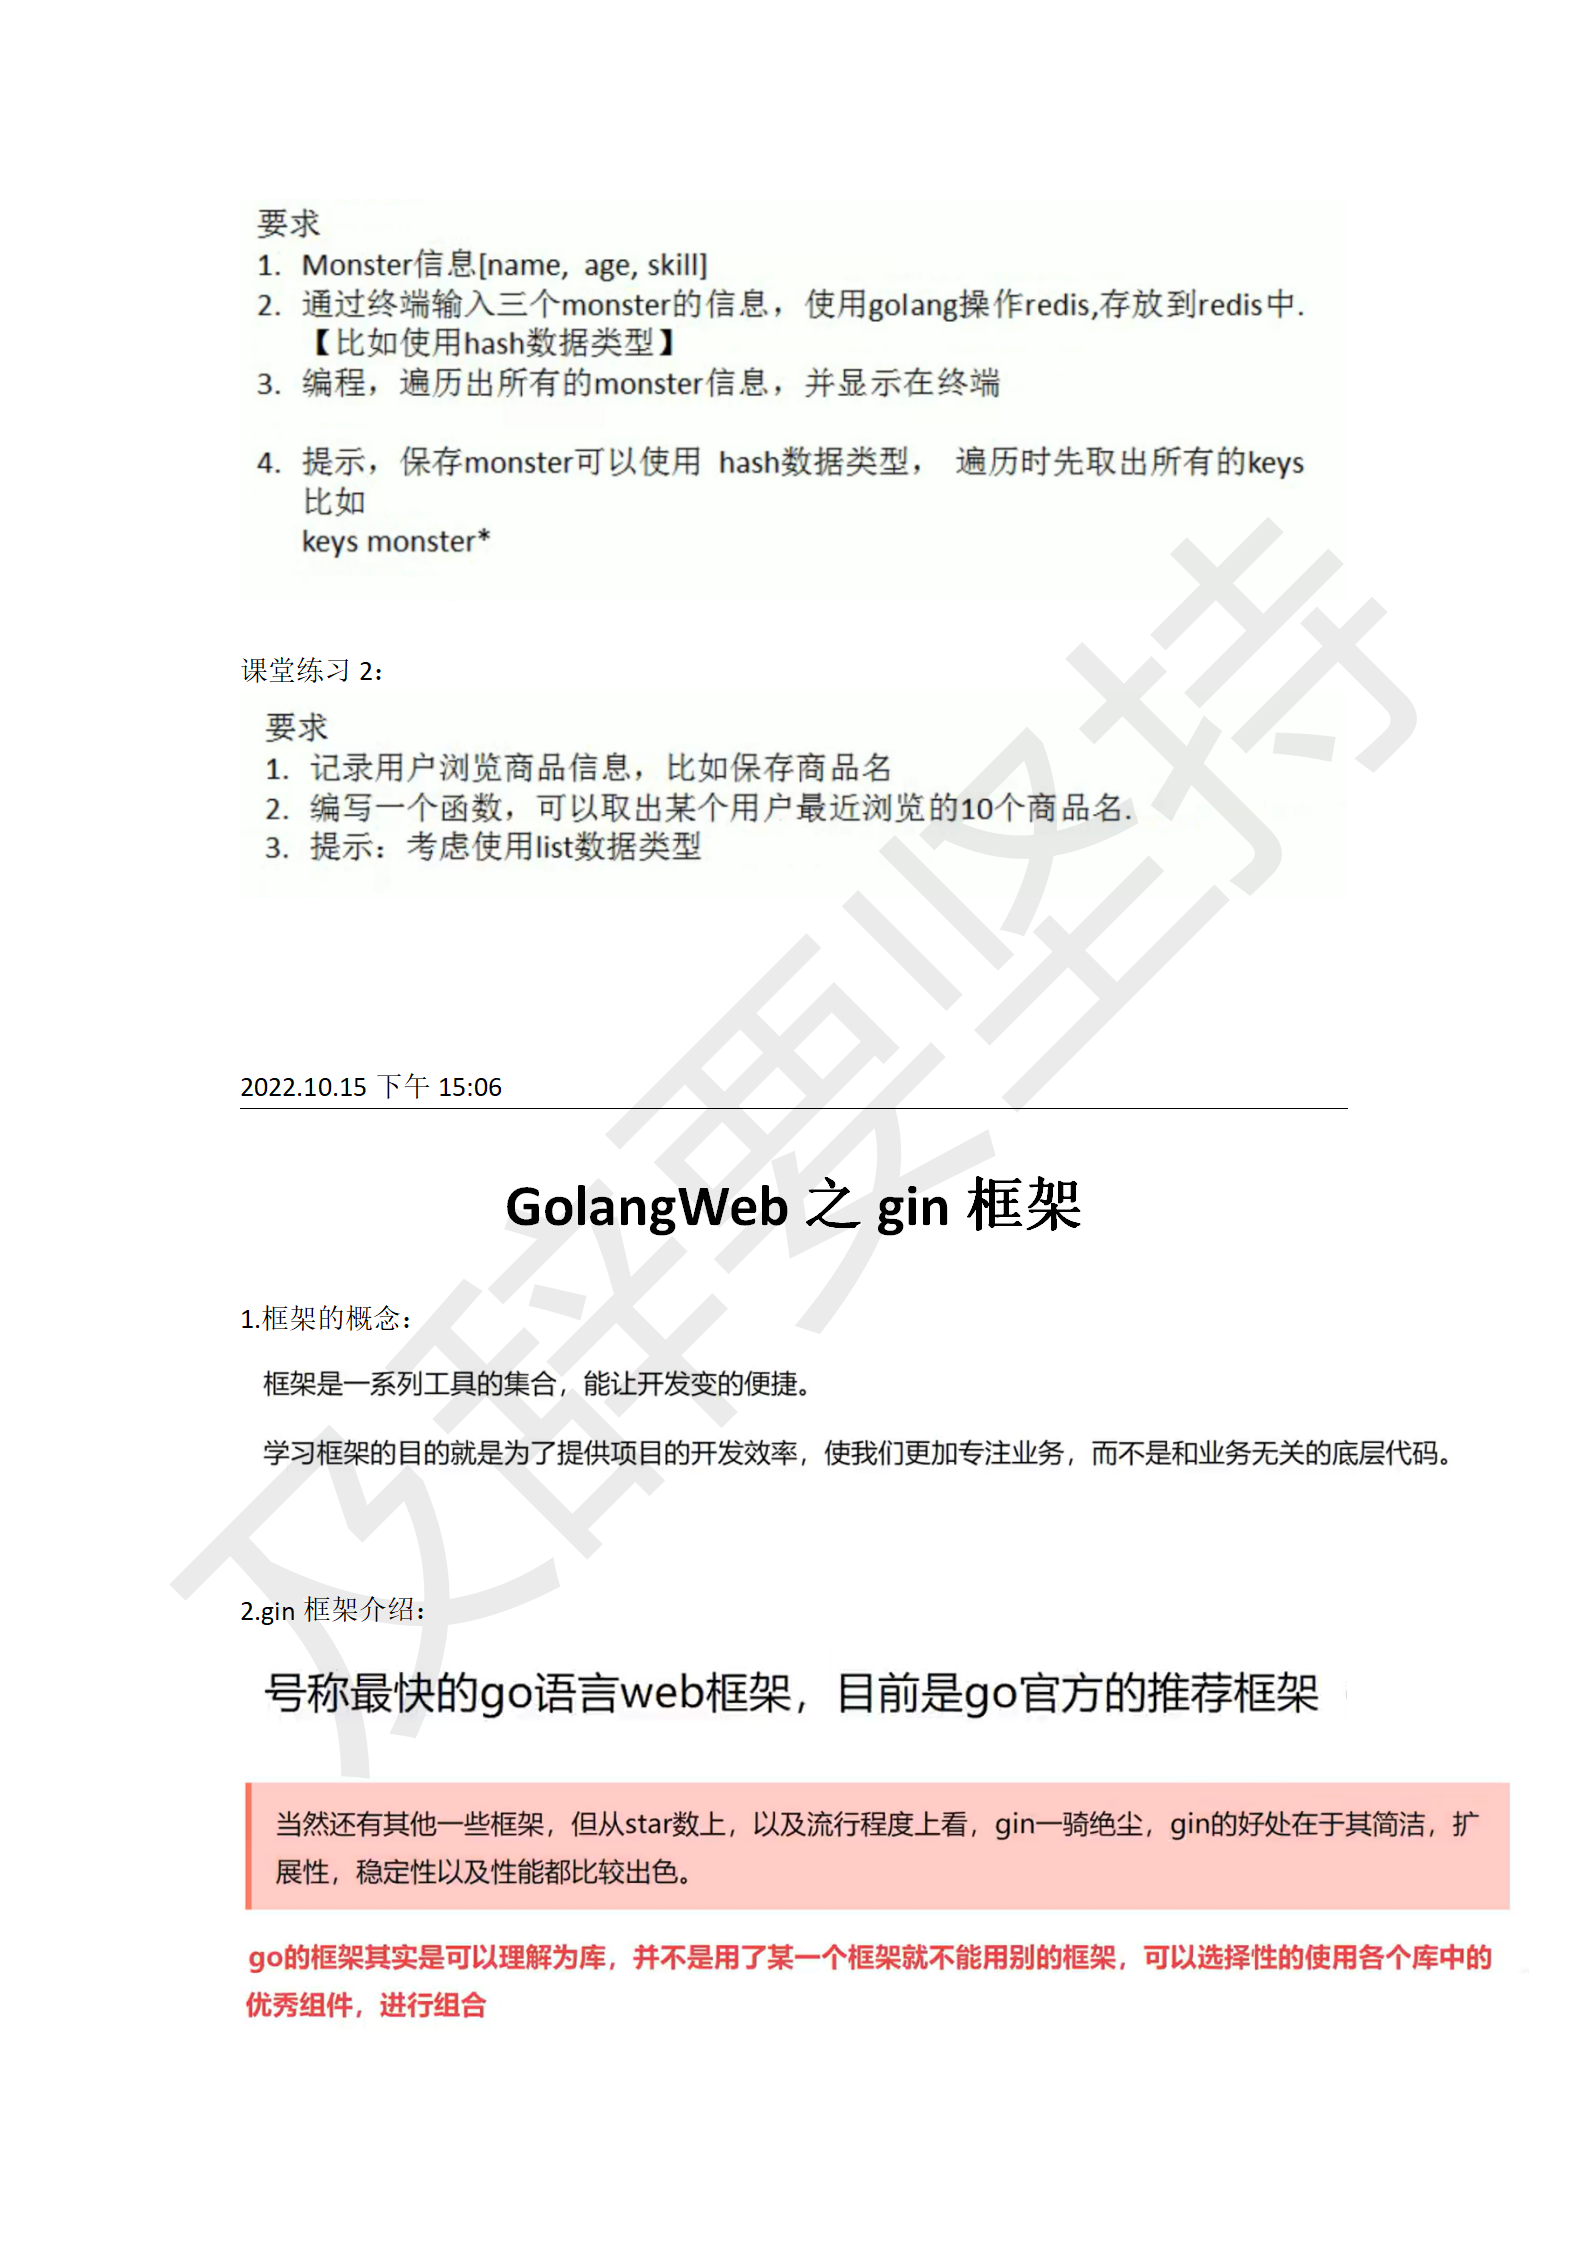 要求
1. Monster信息[name, age, skill]
2. 通过终端输入三个monster的信息，使用golang操作redis,存放到redis中.
【比如使用hash数据类型】
3. 编程，遍历出所有的monster信息，并显示在终端
4. 提示，保存monster可以使用 hash数据类型， 遍历时先取出所有的keys
比如
keys monster*
课堂练习 2：
要求
1. 记录用户浏览商品信息，比如保存商品名
2. 编写一个函数，可以取出某个用户最近浏览的10个商品名.
3. 提示：考虑使用list数据类型
2022.10.15 下午 15:06
GolangWeb 之 gin 框架
1.框架的概念：
框架是一系列工具的集合，能让开发变的便捷。
学习框架的目的就是为了提供项目的开发效率，使我们更加专注业务，而不是和业务无关的底层代码。
2.gin 框架介绍：
号称最快的go语言web框架，目前是go官方的推荐框架
当然还有其他一些框架，但从star数上，以及流行程度上看，gin一骑绝尘，gin的好处在于其简洁，扩
展性，稳定性以及性能都比较出色。
go的框架其实是可以理解为库，并不是用了某一个框架就不能用别的框架，可以选择性的使用各个库中的
优秀组件，进行组合
及辞要坚持